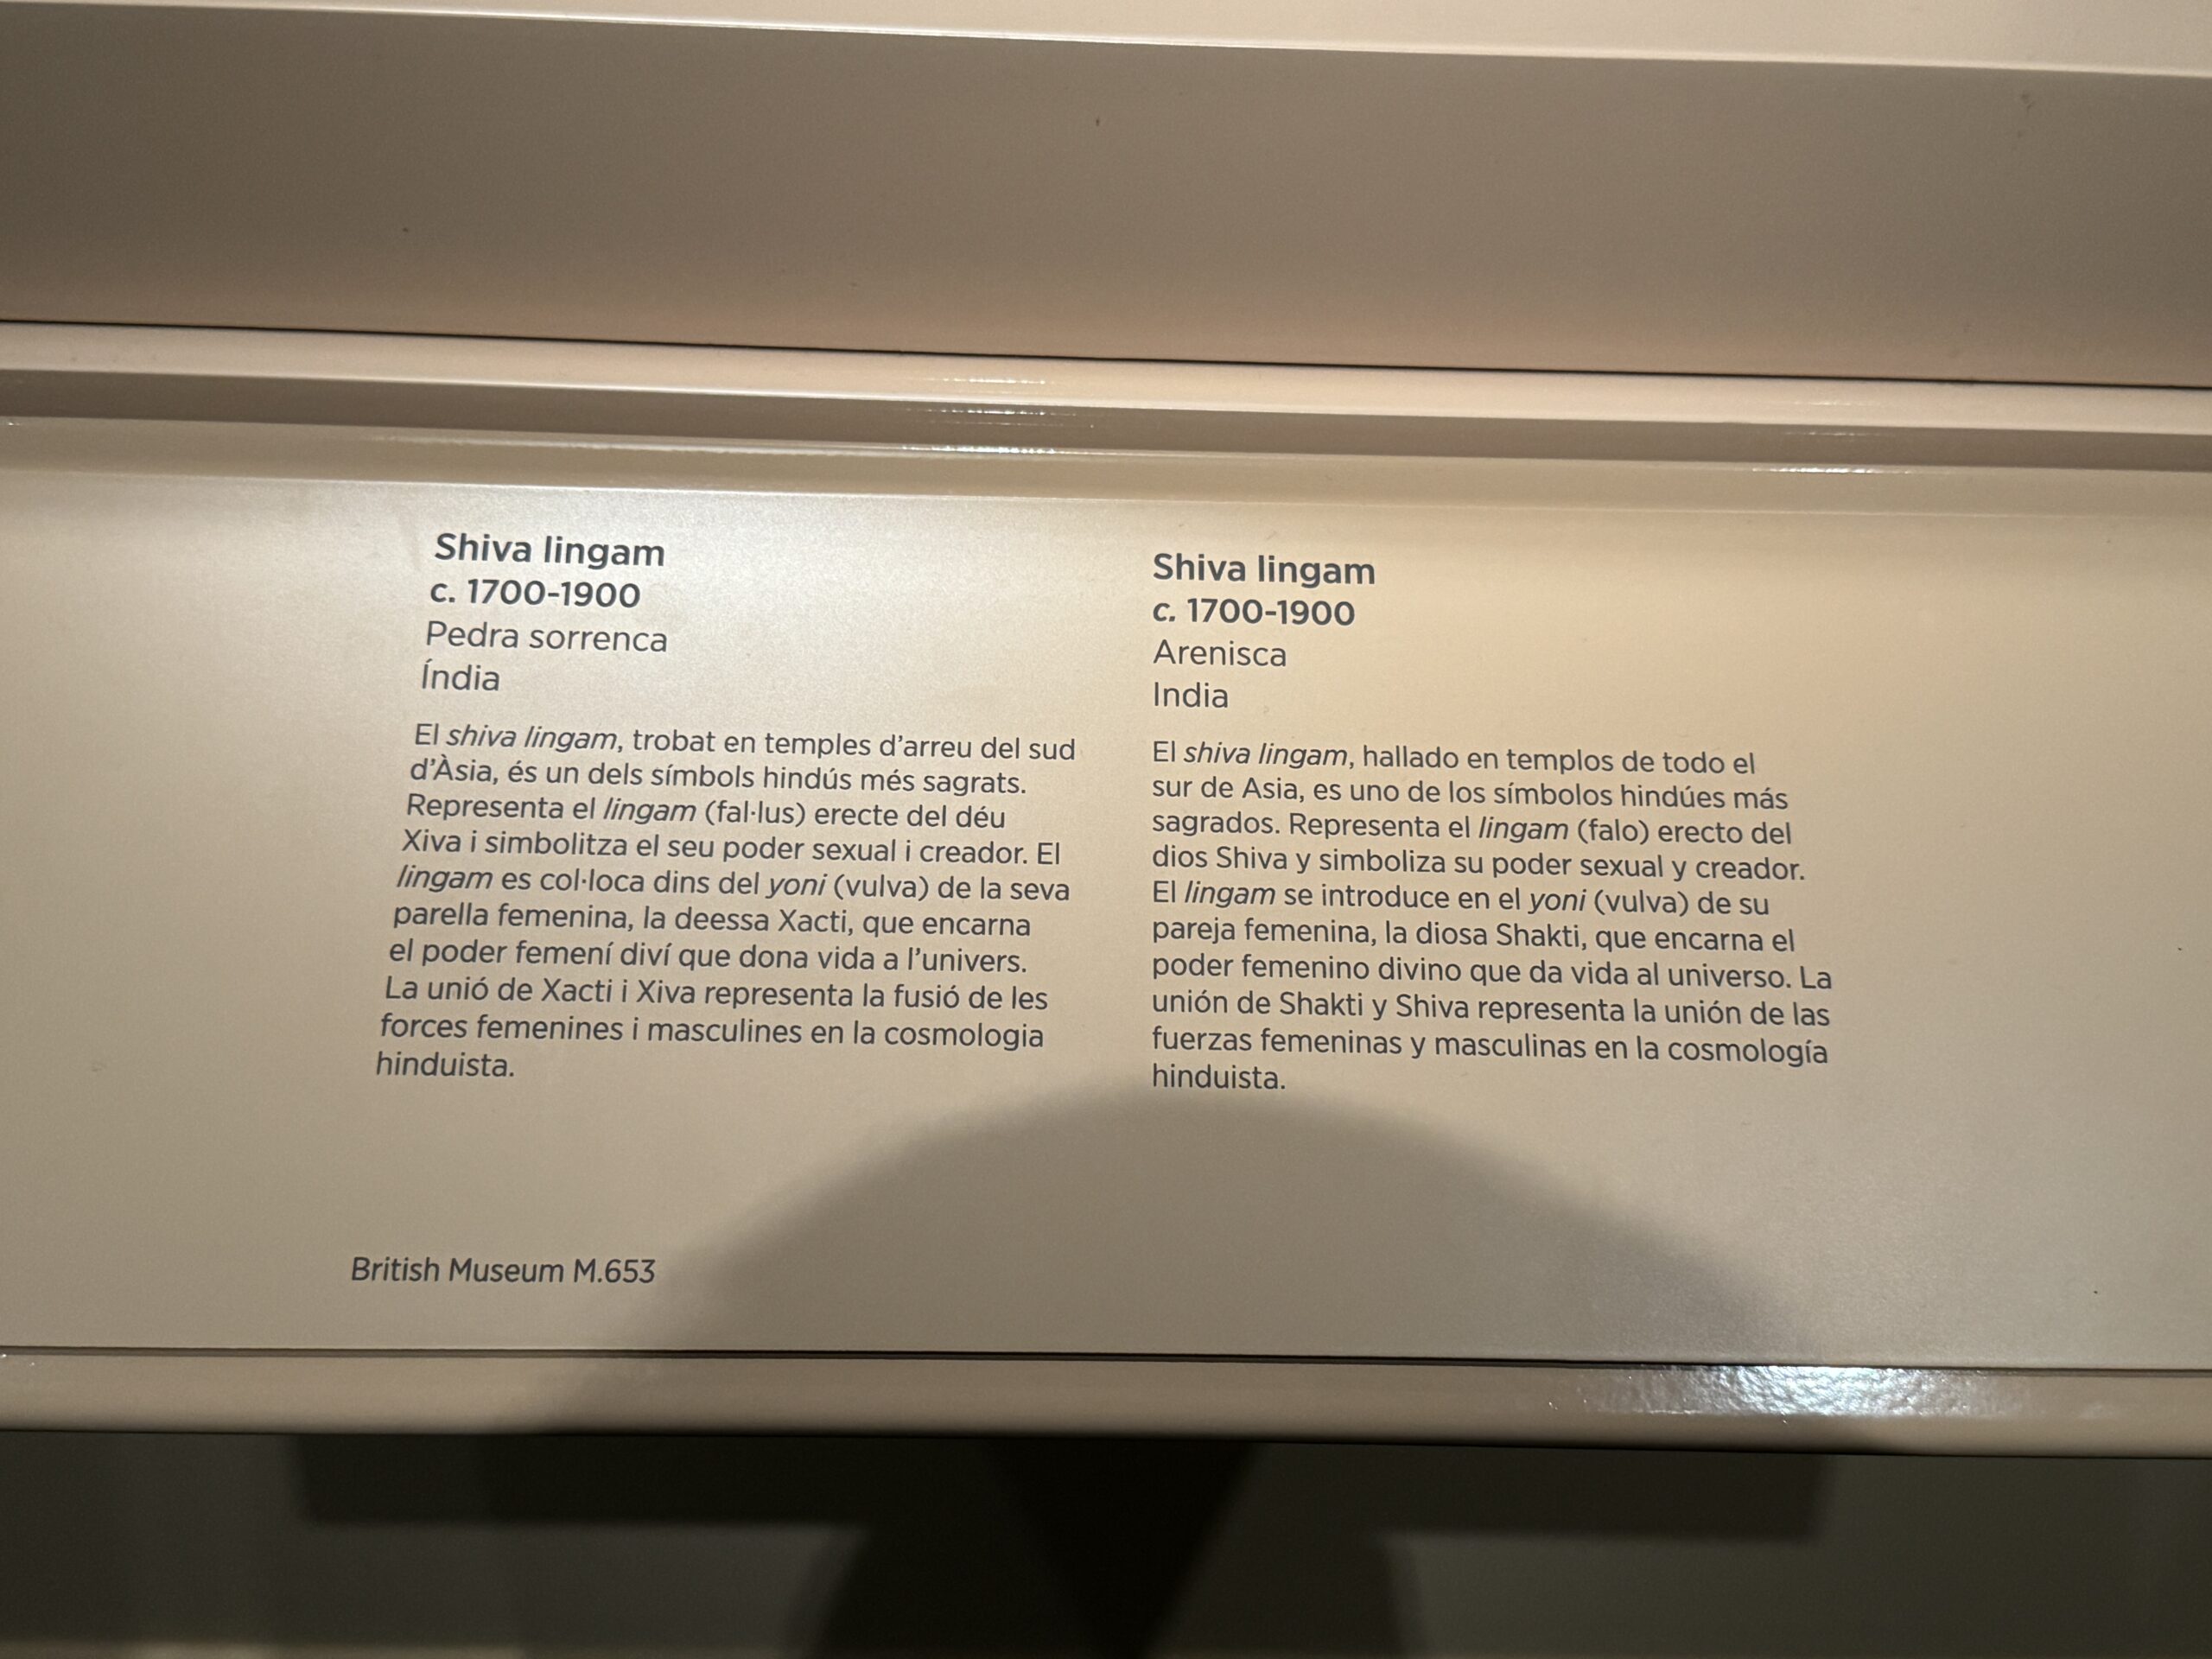 Shiva lingam
c. 1700-1900
Pedra sorrenca
Índia
El shiva lingam, trobat en temples d'arreu del sud
d'Àsia, és un dels símbols hindús més sagrats.
Representa el lingam (fal·lus) erecte del déu
Xiva i simbolitza el seu poder sexual i creador. El
lingam es col·loca dins del yoni (vulva) de la seva
parella femenina, la deessa Xacti, que encarna
el poder femení diví que dona vida a l'univers.
La unió de Xacti i Xiva representa la fusió de les
forces femenines i masculines en la cosmologia
hinduista.
British Museum M.653
Shiva lingam
c. 1700-1900
Arenisca
India
El shiva lingam, hallado en templos de todo el
sur de Asia, es uno de los símbolos hindúes más
sagrados. Representa el lingam (falo) erecto del
dios Shiva y simboliza su poder sexual y creador.
El lingam se introduce en el yoni (vulva) de su
pareja femenina, la diosa Shakti, que encarna el
poder femenino divino que da vida al universo. La
unión de Shakti y Shiva representa la unión de las
fuerzas femeninas y masculinas en la cosmología
hinduista.